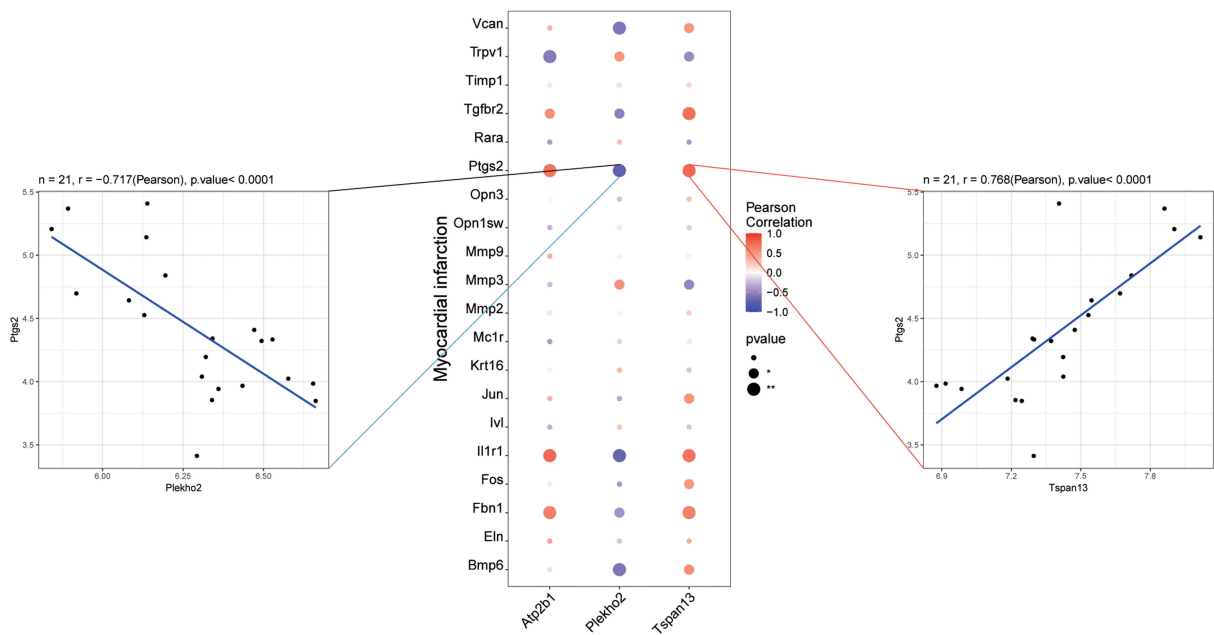 n = 21, r = −0.717(Pearson), p.value< 0.0001
Ptgs2
5.5
5.0
4.5
4.0
3.5
6.00
6.25
6.50
Plekho2
Myocardial infarction
Vcan
Trpv1
Timp1
Tgfbr2
Rara
Ptgs2
Opn3
Opn1sw
Mmp9
Mmp3
Mmp2
Mc1r
Krt16
Jun
Ivl
Il1r1
Fos
Fbn1
Eln
Bmp6
Atp2b1
Plekho2
Tspan13
Pearson
Correlation
1.0
0.5
0.0
−0.5
−1.0
pvalue
*
**
n = 21, r = 0.768(Pearson), p.value< 0.0001
Ptgs2
5.5
5.0
4.5
4.0
3.5
6.9
7.2
7.5
7.8
Tspan13